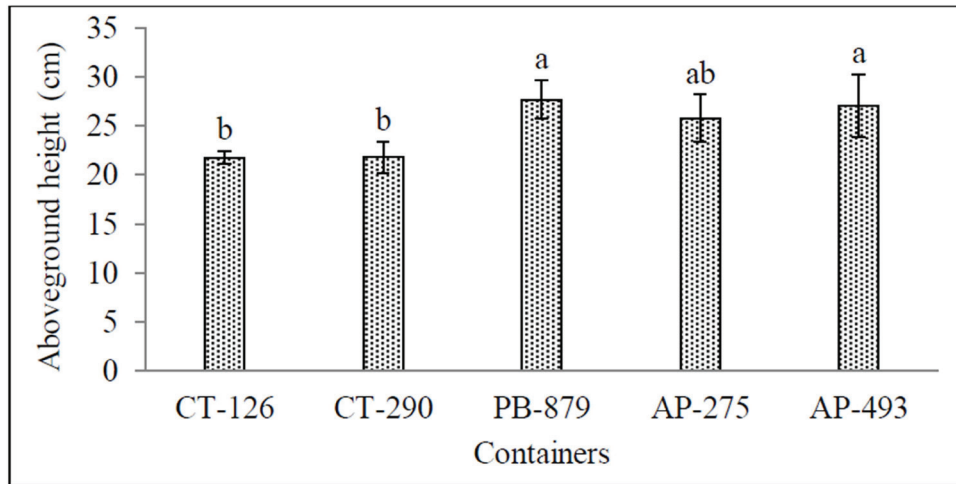 Aboveground height (cm)
35
30
25
20
15
10
5
0
b
b
a
ab
a
CT-126 CT-290 PB-879 AP-275 AP-493
Containers